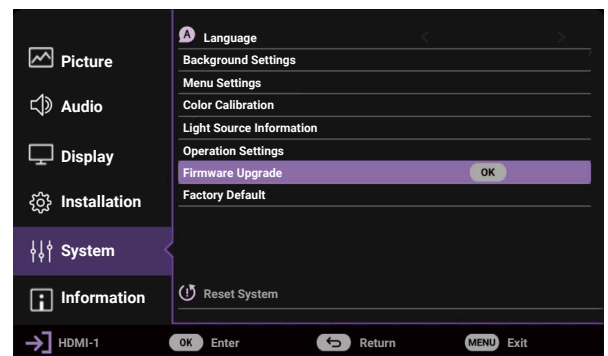 Picture
Audio
Display
Installation
System
Information
A Language
Background Settings
Menu Settings
Color Calibration
Light Source Information
Operation Settings
Firmware Upgrade OK
Factory Default
Reset System
HDMI-1 OK Enter Return MENU Exit